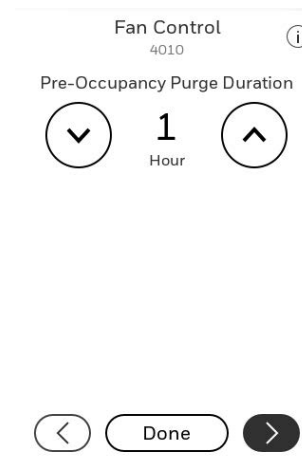 Fan Control
i
4010
Pre-Occupancy Purge Duration
1
Hour
Done